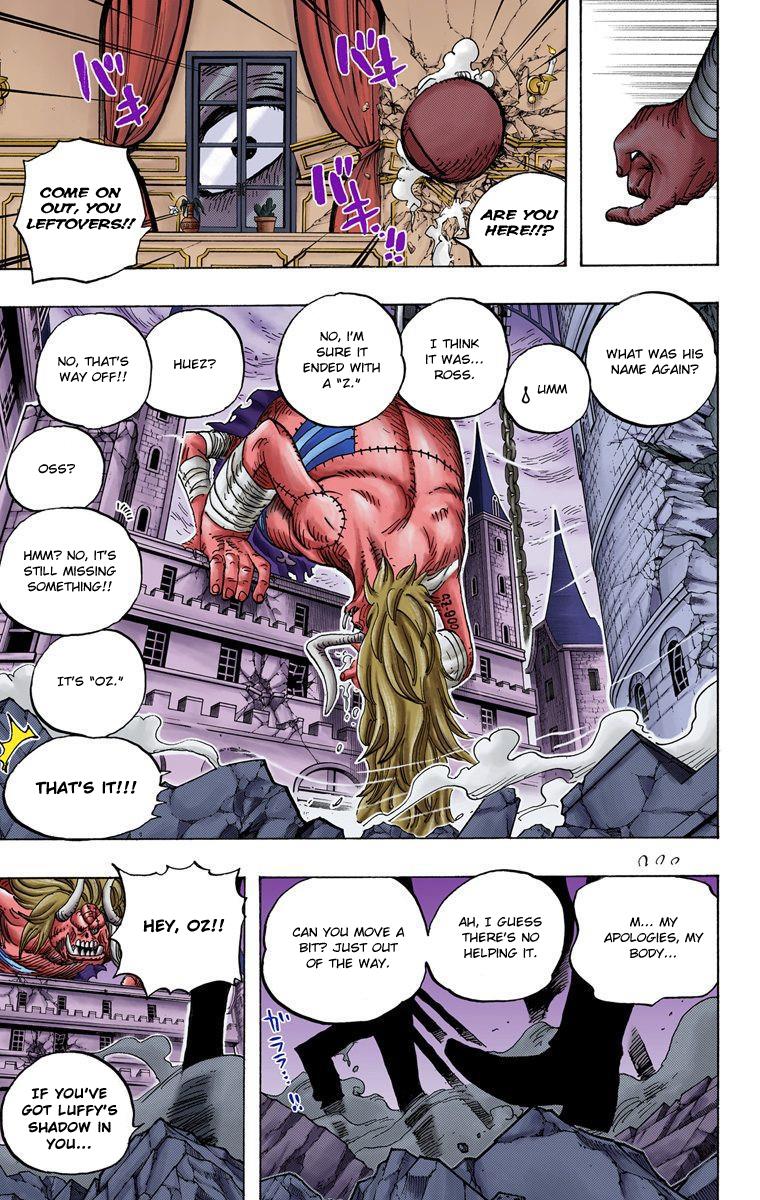 ARE YOU
HERE!!?
バキ
バキ
バキ!!
COME ON
OUT, YOU
LEFTOVERS!!
WHAT WAS HIS
NAME AGAIN?
UMM
I THINK
IT WAS...
ROSS.
NO, I'M
SURE IT
ENDED WITH
A "Z."
HUEZ?
NO, THAT'S
WAY OFF!!
OSS?
HMM? NO, IT'S
STILL MISSING
SOMETHING!!
IT'S "OZ."
THAT'S IT!!!
M... MY
APOLOGIES, MY
BODY...
AH, I GUESS
THERE'S NO
HELPING IT.
CAN YOU MOVE A
BIT? JUST OUT
OF THE WAY.
ガララ...!!
HEY, OZ!!
IF YOU'VE
GOT LUFFY'S
SHADOW IN
YOU...